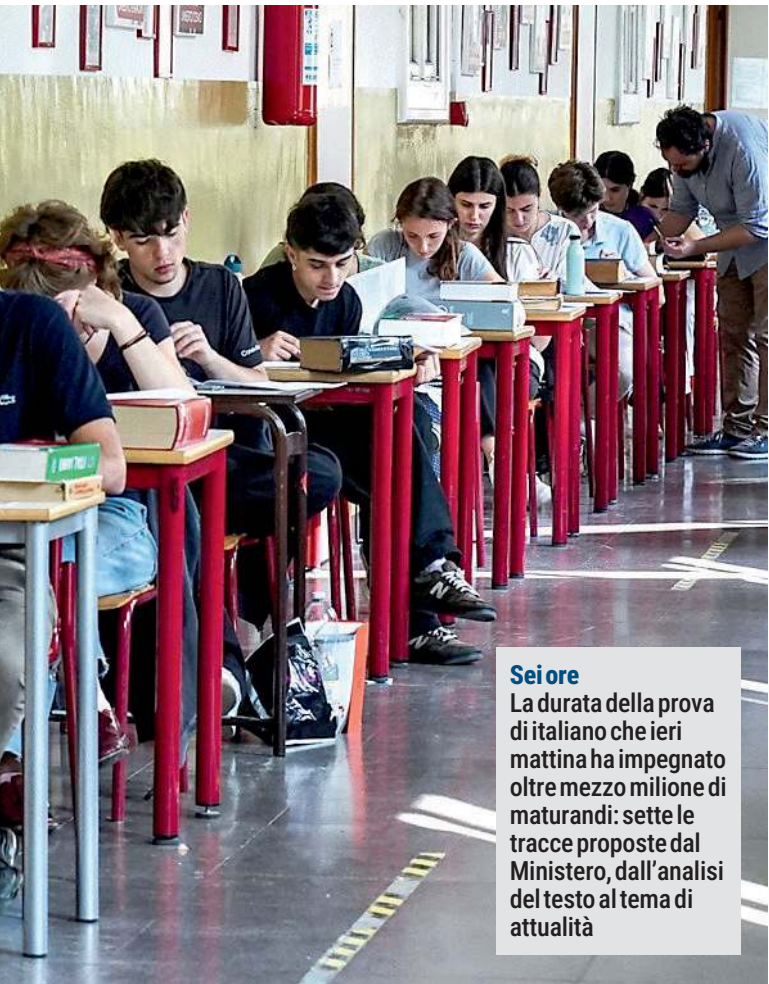 Sei ore
La durata della prova
di italiano che ieri
mattina ha impegnato
oltre mezzo milione di
maturandi: sette le
tracce proposte dal
Ministero, dall'analisi
del testo al tema di
attualità